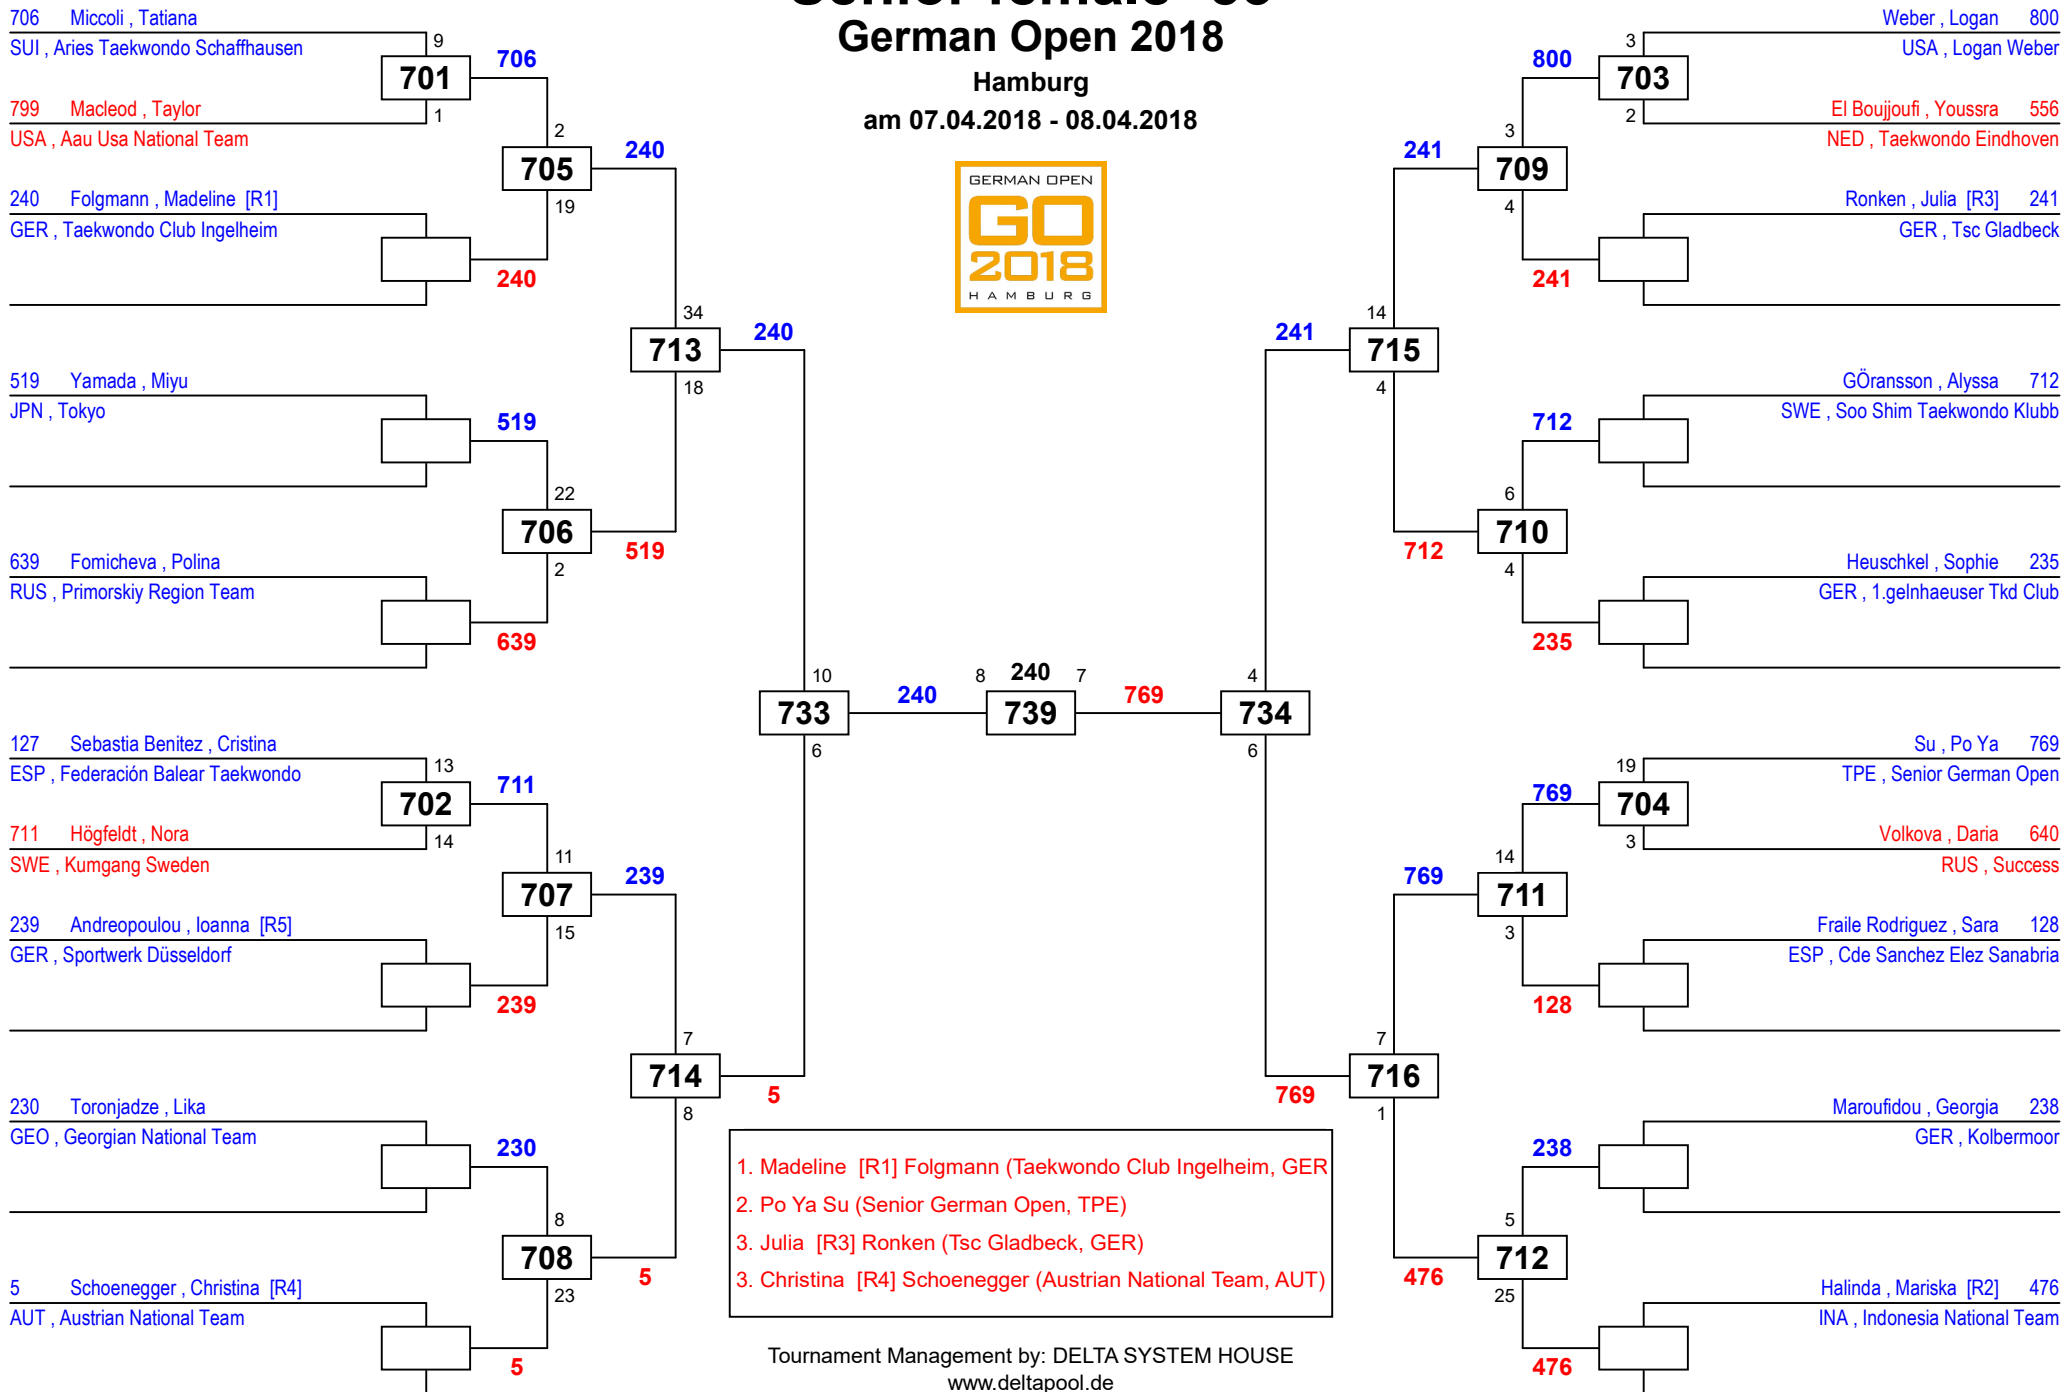 German Open 2018
Hamburg
am 07.04.2018 - 08.04.2018
GERMAN OPEN
GO
2018
HAMBURG
706 Miccoli , Tatiana
SUI , Aries Taekwondo Schaffhausen
9
701
706
1
799 Macleod , Taylor
USA , Aau Usa National Team
2
705
240
19
240 Folgmann , Madeline [R1]
GER , Taekwondo Club Ingelheim
240
34
713
240
18
519 Yamada , Miyu
JPN , Tokyo
519
22
706
519
2
639 Fomicheva , Polina
RUS , Primorskiy Region Team
639
10
733
240
6
127 Sebastia Benitez , Cristina
ESP , Federación Balear Taekwondo
13
702
711
14
711 Högfeldt , Nora
SWE , Kumgang Sweden
11
707
239
15
239 Andreopoulou , Ioanna [R5]
GER , Sportwerk Düsseldorf
239
7
714
5
8
230 Toronjadze , Lika
GEO , Georgian National Team
230
8
708
5
23
5 Schoenegger , Christina [R4]
AUT , Austrian National Team
5
8 240 7
739
Weber , Logan 800
USA , Logan Weber
3
800
703
2
El Boujjoufi , Youssra 556
NED , Taekwondo Eindhoven
3
241
709
4
Ronken , Julia [R3] 241
GER , Tsc Gladbeck
241
14
241
715
4
GÖransson , Alyssa 712
SWE , Soo Shim Taekwondo Klubb
712
6
710
712
4
Heuschkel , Sophie 235
GER , 1.gelnhaeuser Tkd Club
235
4
769
734
6
Su , Po Ya 769
TPE , Senior German Open
19
769
704
3
Volkova , Daria 640
RUS , Success
14
769
711
3
Fraile Rodriguez , Sara 128
ESP , Cde Sanchez Elez Sanabria
128
7
716
769
1
Maroufidou , Georgia 238
GER , Kolbermoor
238
5
712
476
25
Halinda , Mariska [R2] 476
INA , Indonesia National Team
476
1. Madeline [R1] Folgmann (Taekwondo Club Ingelheim, GER
2. Po Ya Su (Senior German Open, TPE)
3. Julia [R3] Ronken (Tsc Gladbeck, GER)
3. Christina [R4] Schoenegger (Austrian National Team, AUT)
Tournament Management by: DELTA SYSTEM HOUSE
www.deltapool.de